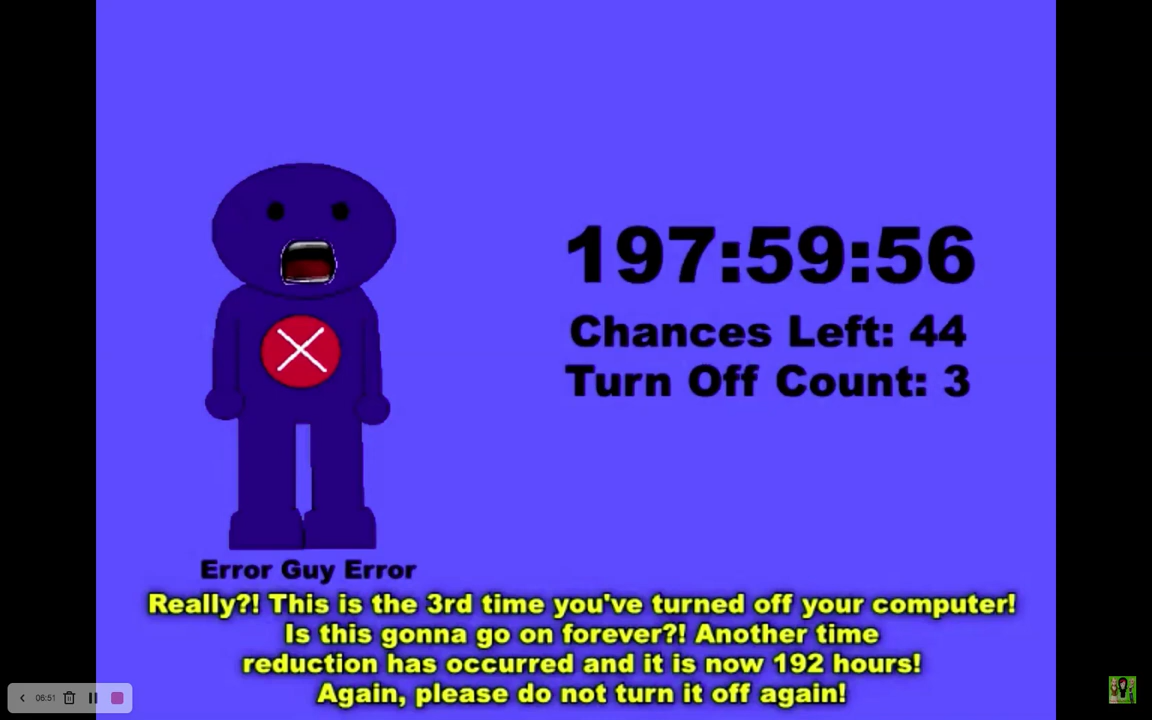 197:59:56
Chances Left: 44
Turn Off Count: 3
Error Guy Error
Really?! This is the 3rd time you've turned off your computer!
Is this gonna go on forever?! Another time
reduction has occurred and it is now 192 hours!
Again, please do not turn it off again!
06:51